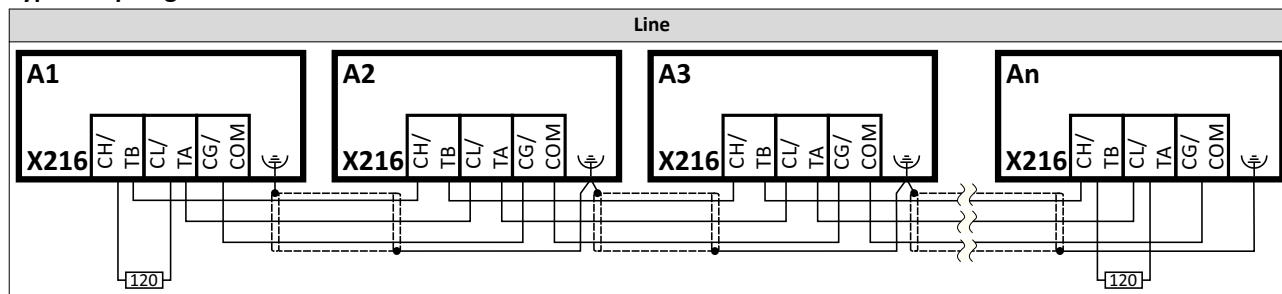 Line
A1
A2
A3
An
X216 CH/ TB CL/ TA CG/ COM
X216 CH/ TB CL/ TA CG/ COM
X216 CH/ TB CL/ TA CG/ COM
X216 CH/ TB CL/ TA CG/ COM
120
120